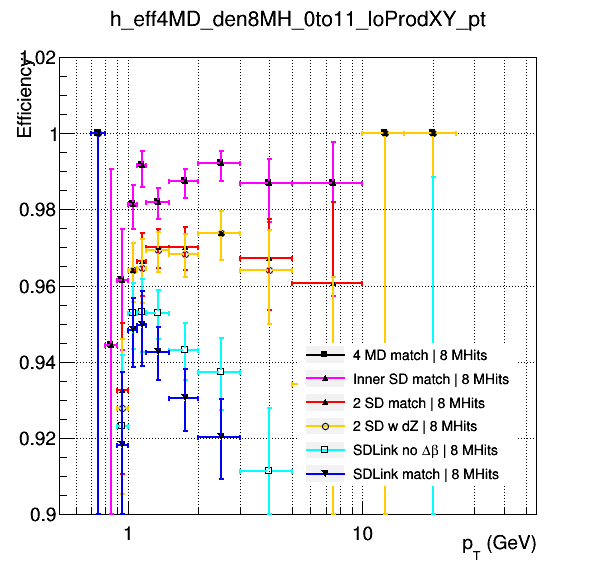 h_eff4MD_den8MH_0to11_loProdXY_pt
Efficiency
1.02
1
0.98
0.96
0.94
0.92
0.9
4 MD match | 8 MHits
Inner SD match | 8 MHits
2 SD match | 8 MHits
2 SD w dZ | 8 MHits
SDLink no Δβ | 8 MHits
SDLink match | 8 MHits
1
10
p_T (GeV)